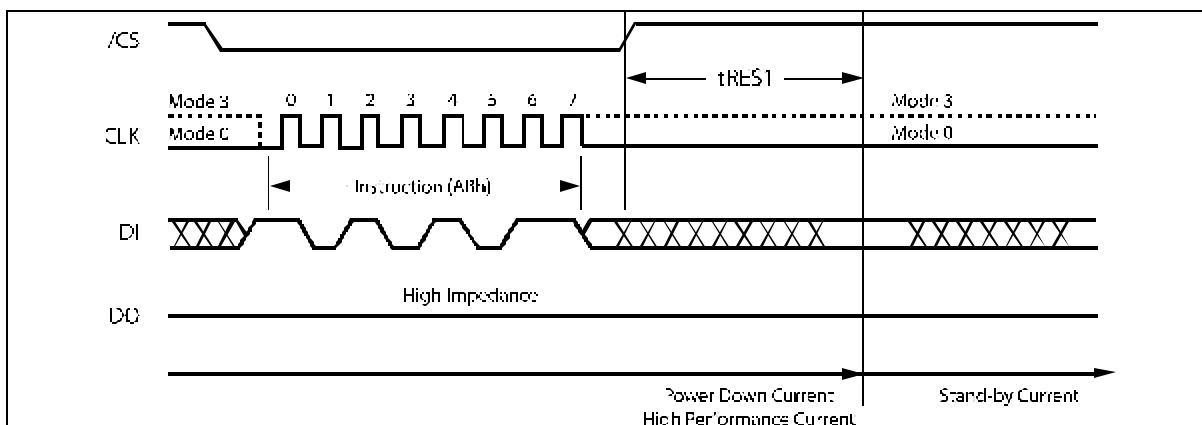 /CS
tRES1
Mode 3 0 1 2 3 4 5 6 7 Mode 3
CLK Mode 0 Mode 0
Instruction (ABh)
DI
High Impedance
DO
Power Down Current Stand-by Current
High Performance Current